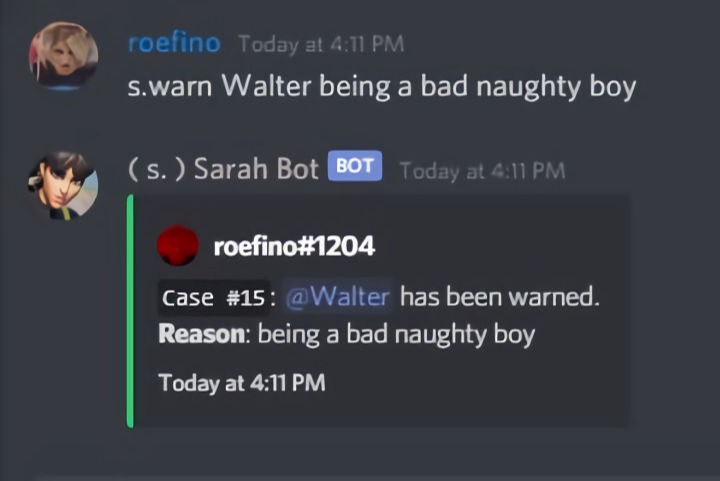 roefino Today at 4:11 PM
s.warn Walter being a bad naughty boy
( s. ) Sarah Bot BOT Today at 4:11 PM
roefino#1204
Case #15: @Walter has been warned.
Reason: being a bad naughty boy
Today at 4:11 PM